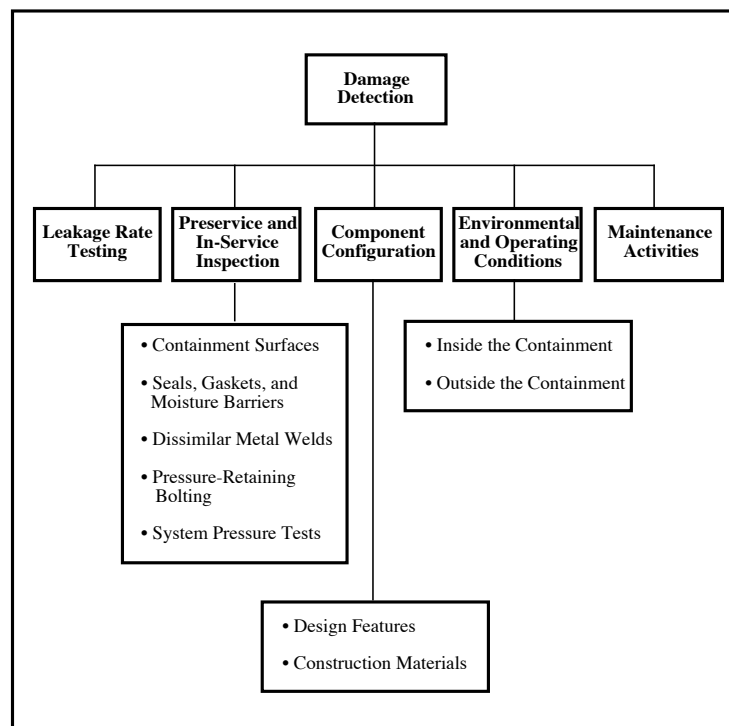 Damage
Detection
Leakage Rate
Testing
Preservice and
In-Service
Inspection
Component
Configuration
Environmental
and Operating
Conditions
Maintenance
Activities
• Containment Surfaces
• Seals, Gaskets, and
Moisture Barriers
• Dissimilar Metal Welds
• Pressure-Retaining
Bolting
• System Pressure Tests
• Inside the Containment
• Outside the Containment
• Design Features
• Construction Materials